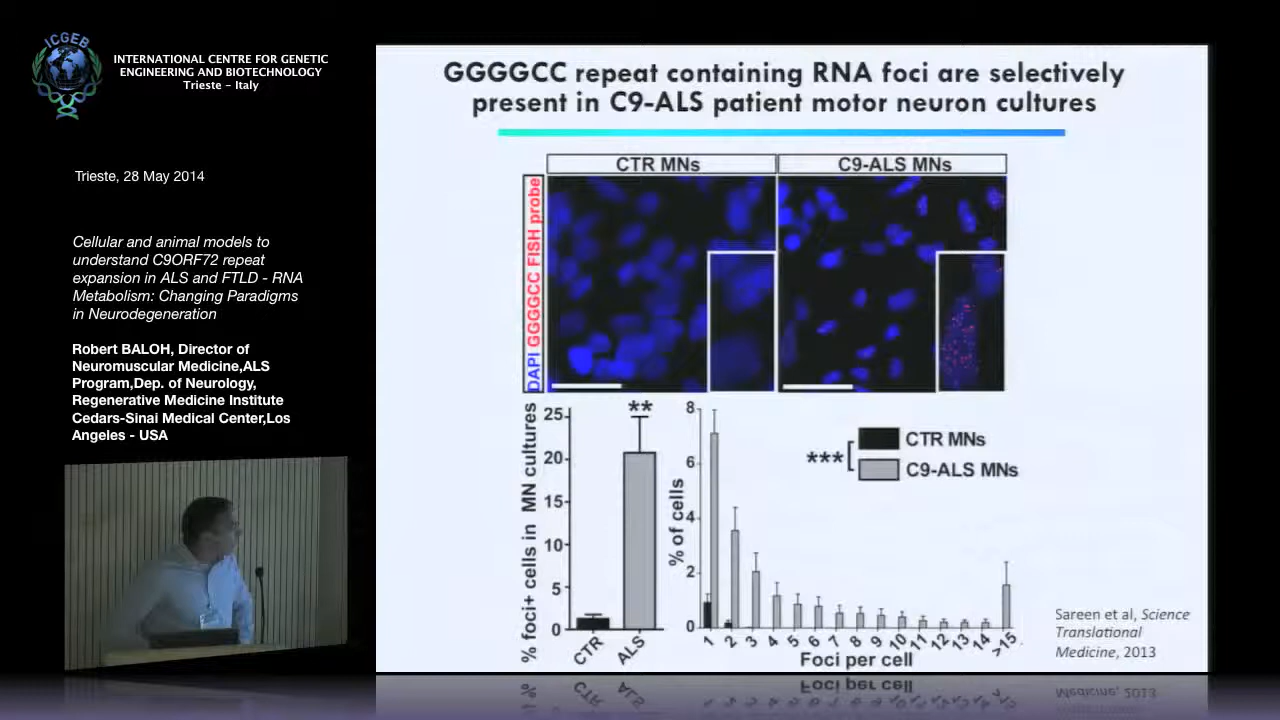 ICGEB
INTERNATIONAL CENTRE FOR GENETIC
ENGINEERING AND BIOTECHNOLOGY
Trieste – Italy
Trieste, 28 May 2014
Cellular and animal models to
understand C9ORF72 repeat
expansion in ALS and FTLD - RNA
Metabolism: Changing Paradigms
in Neurodegeneration
Robert BALOH, Director of
Neuromuscular Medicine,ALS
Program,Dep. of Neurology,
Regenerative Medicine Institute
Cedars-Sinai Medical Center,Los
Angeles - USA
GGGGCC repeat containing RNA foci are selectively
present in C9-ALS patient motor neuron cultures
CTR MNs
C9-ALS MNs
DAPI GGGGCC FISH probe
% foci+ cells in MN cultures
25
20
15
10
5
0
**
CTR
ALS
% of cells
8
6
4
2
0
***
CTR MNs
C9-ALS MNs
1 2 3 4 5 6 7 8 9 10 11 12 13 14 >15
Foci per cell
Sareen et al, Science
Translational
Medicine, 2013